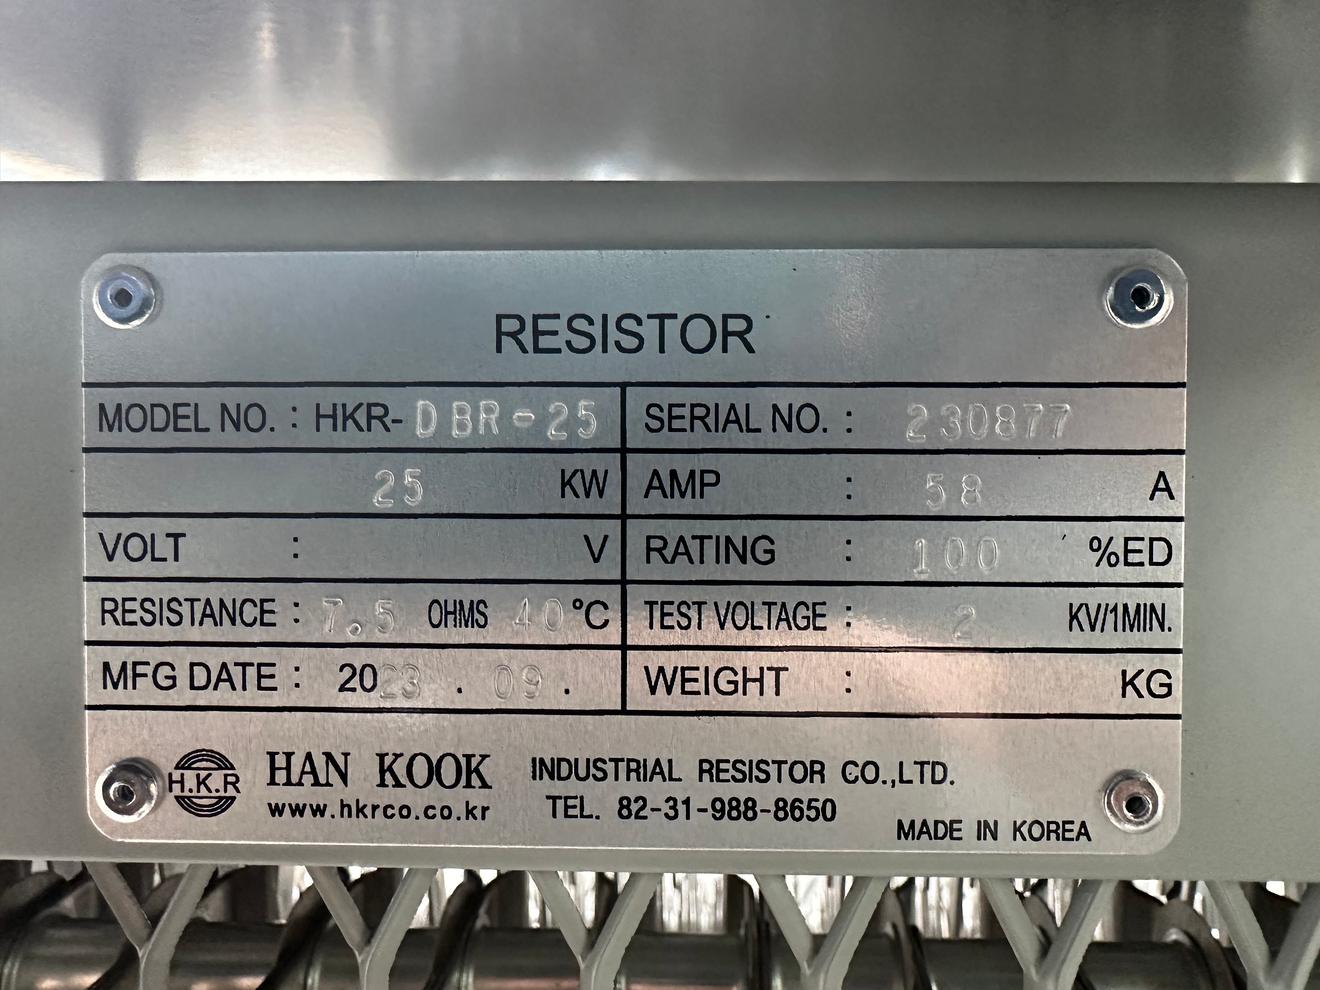 RESISTOR
MODEL NO. : HKR-DBR-25
SERIAL NO. : 230877
25 KW
AMP : 58 A
VOLT : V
RATING : 100 %ED
RESISTANCE : 7.5 OHMS 40°C
TEST VOLTAGE : 2 KV/1MIN.
MFG DATE : 2023 . 09 .
WEIGHT : KG
H.K.R HAN KOOK INDUSTRIAL RESISTOR CO.,LTD.
www.hkrco.co.kr TEL. 82-31-988-8650
MADE IN KOREA